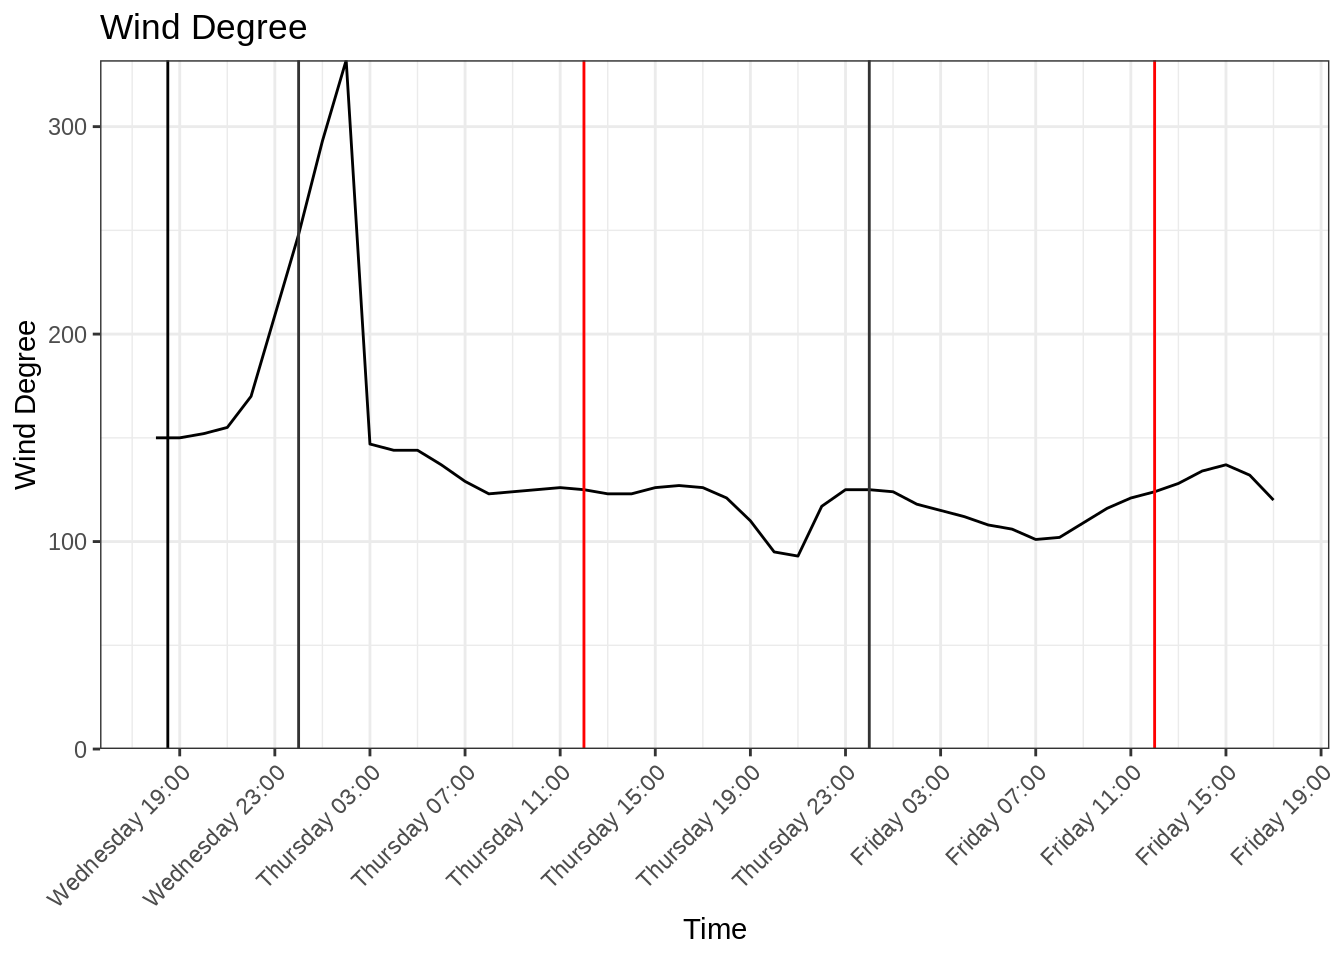 Wind Degree
Wind Degree
300
200
100
0
Wednesday 19:00
Wednesday 23:00
Thursday 03:00
Thursday 07:00
Thursday 11:00
Thursday 15:00
Thursday 19:00
Thursday 23:00
Friday 03:00
Friday 07:00
Friday 11:00
Friday 15:00
Friday 19:00
Time